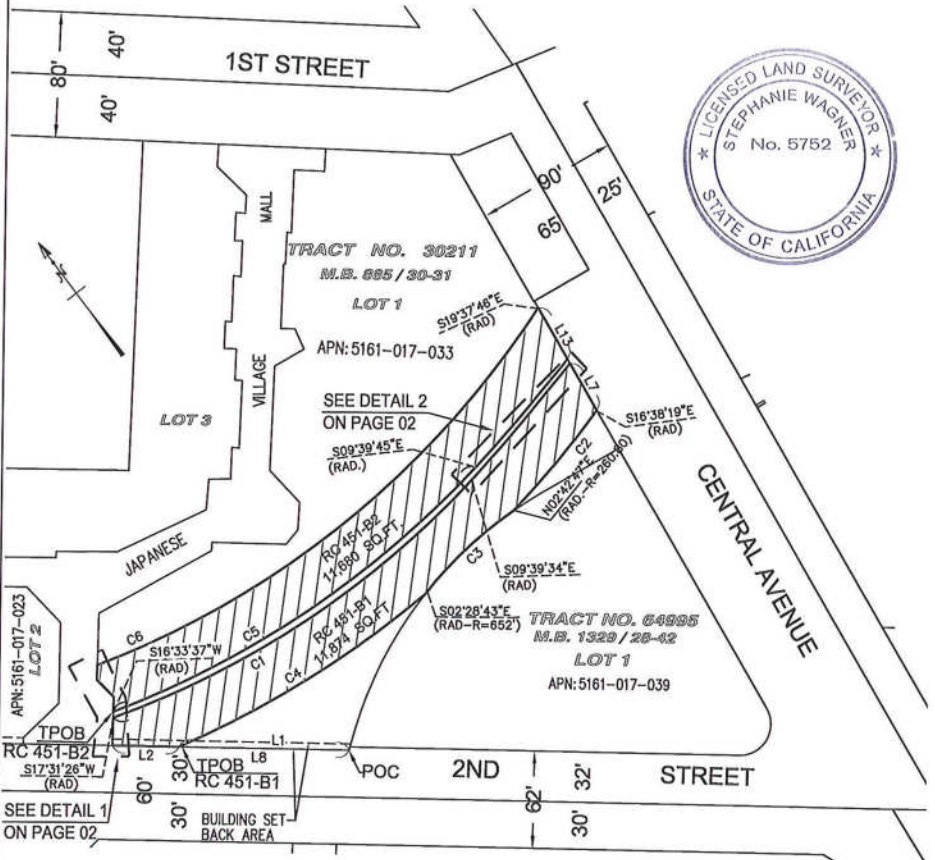 80'
40'
40'
1ST STREET
LICENSED LAND SURVEYOR
STEPHANIE WAGNER
No. 5752
STATE OF CALIFORNIA
90'
65
25'
MALL
VILLAGE
JAPANESE
N
TRACT NO. 30211
M.B. 885 / 30-31
LOT 1
APN: 5161-017-033
LOT 3
S19°37'46"E
(RAD)
L13
L7
SEE DETAIL 2
ON PAGE 02
S09°39'45"E
(RAD.)
S16°38'19"E
(RAD)
C2
N02°42'47"E
CENTRAL AVENUE
RC 451-B2
11,680 SQ.FT
RC 451-B1
11,874 SQ.FT
C3
S09°39'34"E
(RAD)
S02°28'43"E
(RAD-R=652')
TRACT NO. 64995
M.B. 1329 / 28-42
LOT 1
APN: 5161-017-039
C6
C5
C1
C4
S16°33'37"W
(RAD)
APN: 5161-017-023
LOT 2
TPOB
RC 451-B2
S17°31'26"W
(RAD)
L2
L1
L8
TPOB
RC 451-B1
POC
2ND STREET
60'
30'
30'
62'
32'
30'
SEE DETAIL 1
ON PAGE 02
BUILDING SET
BACK AREA